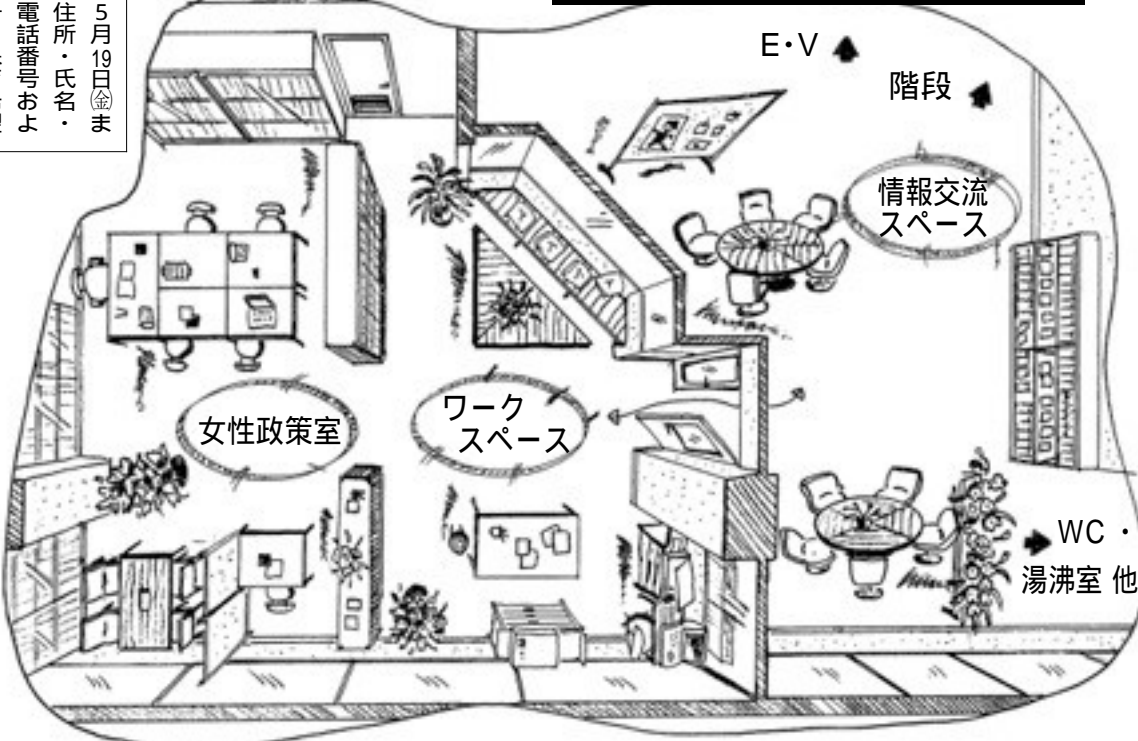 5月19日㈮ま
住所・氏名・
電話番号およ
E・V
階段
情報交流
スペース
女性政策室
ワーク
スペース
WC・
湯沸室 他